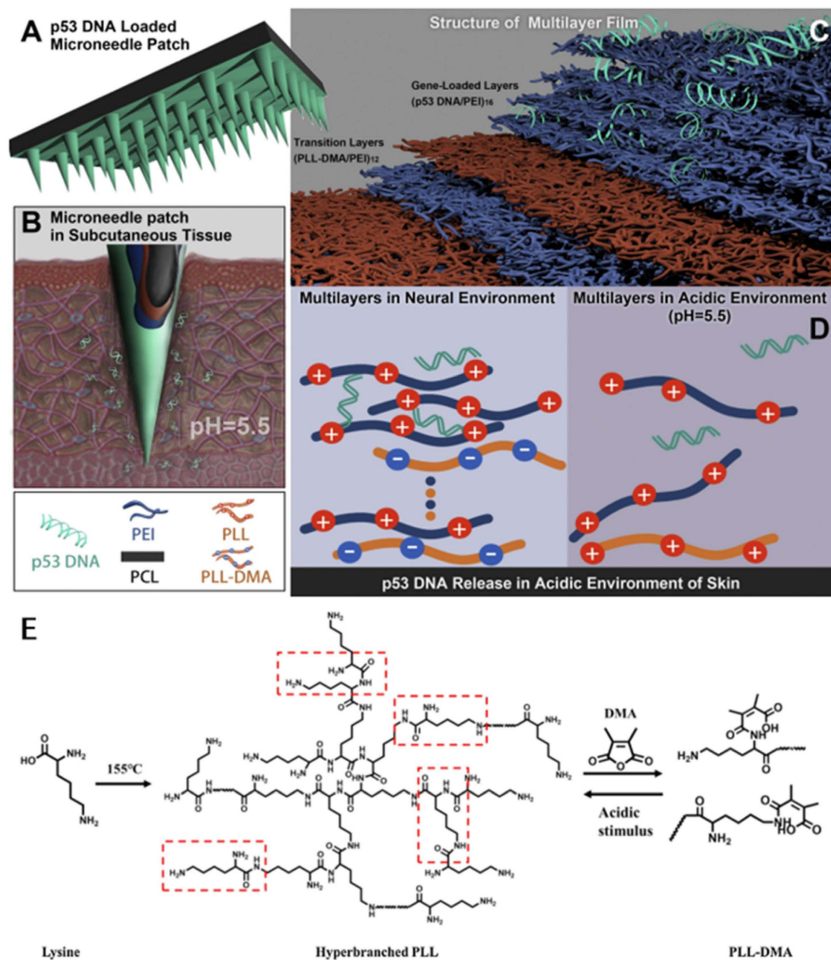 A
p53 DNA Loaded
Microneedle Patch
Structure of Multilayer Film
C
Gene-Loaded Layers
(p53 DNA/PEI)16
Transition Layers
(PLL-DMA/PEI)12
B
Microneedle patch
in Subcutaneous Tissue
pH=5.5
p53 DNA
PEI
PCL
PLL
PLL-DMA
Multilayers in Neural Environment
Multilayers in Acidic Environment
(pH=5.5)
D
p53 DNA Release in Acidic Environment of Skin
E
155℃
DMA
Acidic
stimulus
Lysine
Hyperbranched PLL
PLL-DMA